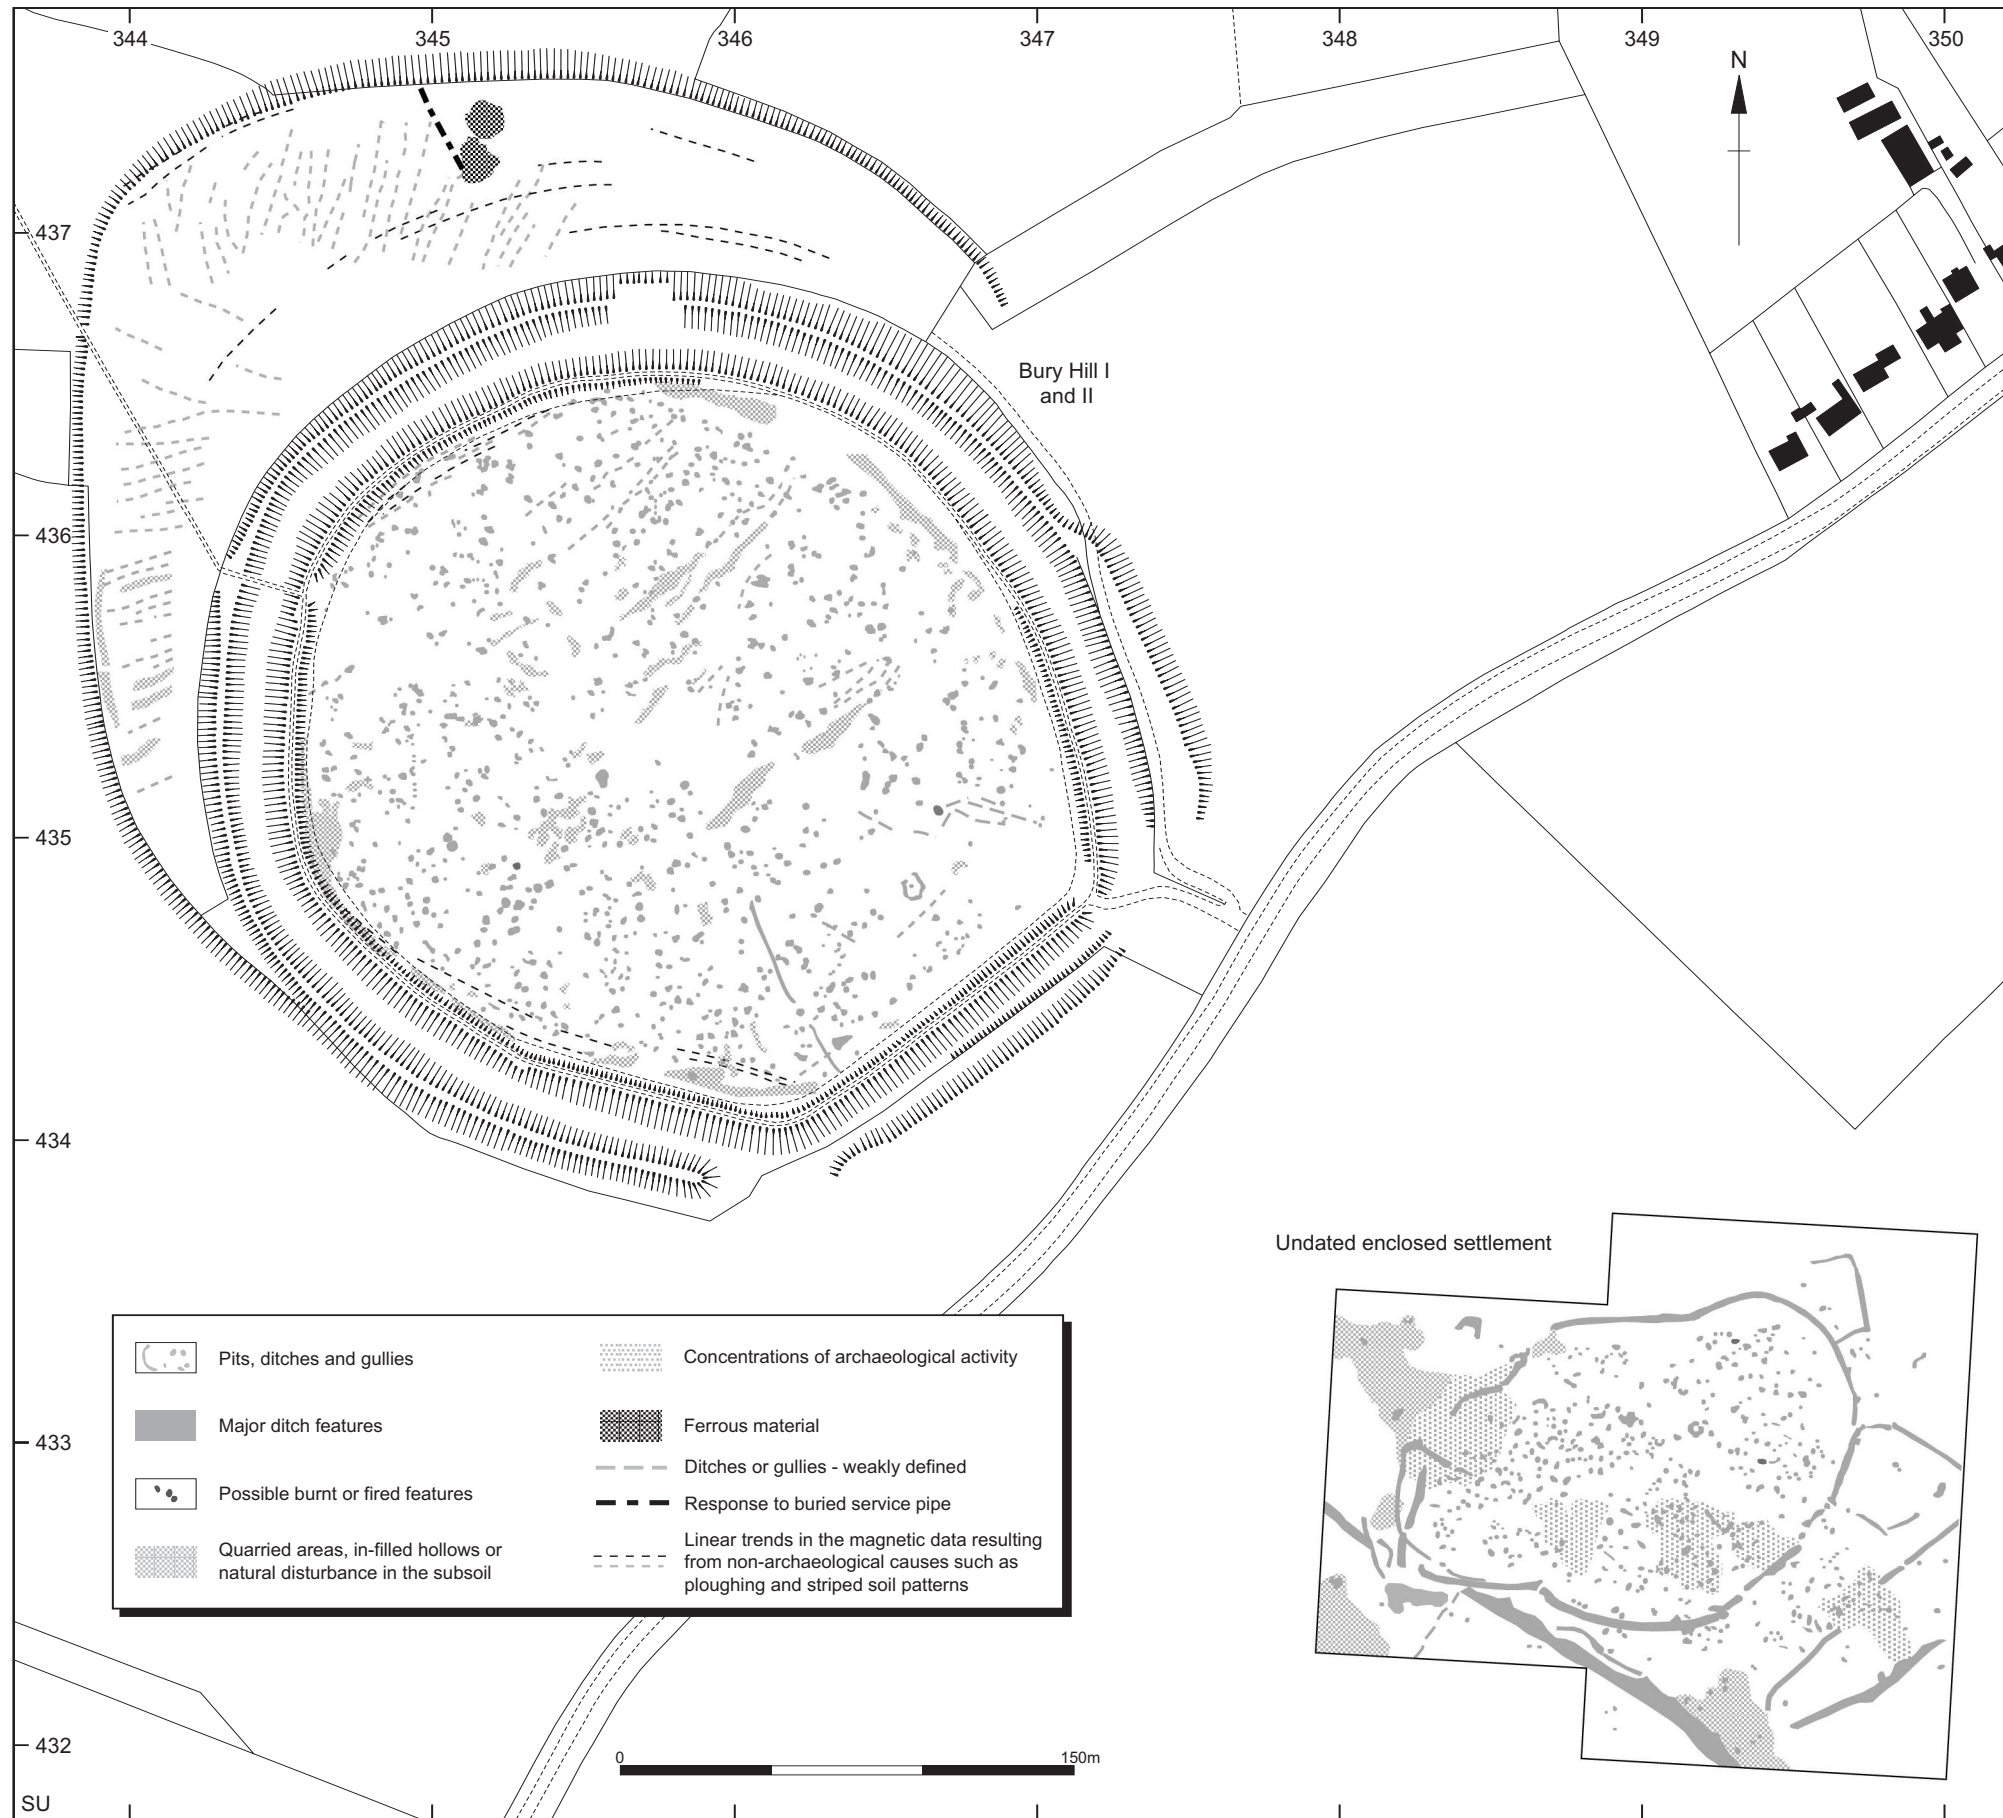 344
345
346
347
348
349
350
N
437
436
435
434
433
432
SU
Bury Hill I
and II
Undated enclosed settlement
Pits, ditches and gullies
Major ditch features
Possible burnt or fired features
Quarried areas, in-filled hollows or
natural disturbance in the subsoil
Concentrations of archaeological activity
Ferrous material
Ditches or gullies - weakly defined
Response to buried service pipe
Linear trends in the magnetic data resulting
from non-archaeological causes such as
ploughing and striped soil patterns
0
150m